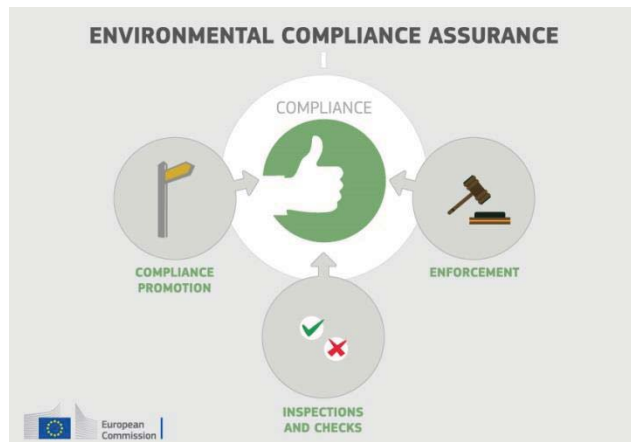 ENVIRONMENTAL COMPLIANCE ASSURANCE
COMPLIANCE
COMPLIANCE
PROMOTION
ENFORCEMENT
INSPECTIONS
AND CHECKS
European
Commission